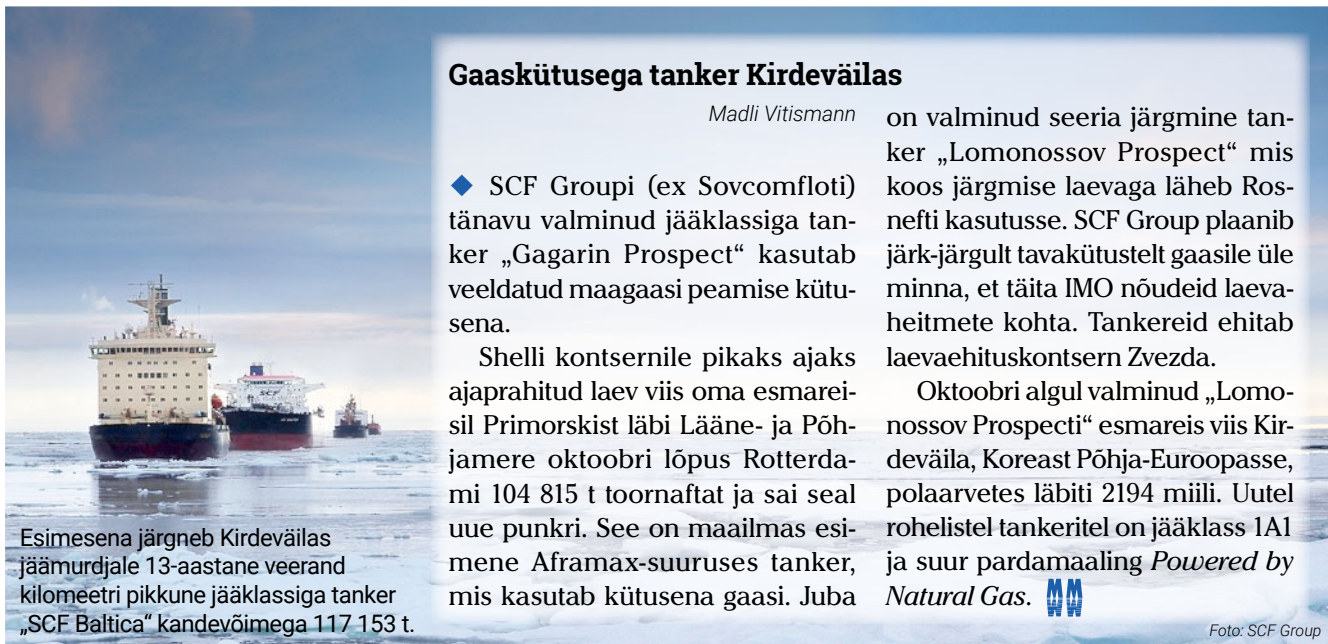 Gaaskütusega tanker Kirdeväilas
Madli Vitismann
SCF Groupi (ex Sovcomfloti)
tänavu valminud jääklassiga tan-
ker „Gagarin Prospect“ kasutab
veeldatud maagaasi peamise kütu-
sena.
Shelli kontsernile pikaks ajaks
ajaprahitud laev viis oma esmarei-
sil Primorskist läbi Lääne- ja Põh-
jamere oktoobri lõpus Rotterda-
mi 104 815 t toornaftat ja sai seal
uue punkri. See on maailmas esi-
mene Aframax-suuruses tanker,
mis kasutab kütusena gaasi. Juba
on valminud seeria järgmine tan-
ker „Lomonossov Prospect“ mis
koos järgmise laevaga läheb Ros-
nefti kasutusse. SCF Group plaanib
järk-järgult tavakütustelt gaasile üle
minna, et täita IMO nõudeid laeva-
heitmete kohta. Tankereid ehitab
laevaehituskontsern Zvezda.
Oktoobri algul valminud „Lomo-
nossov Prospecti“ esmareis viis Kir-
deväila, Koreast Põhja-Euroopasse,
polaarvetes läbiti 2194 miili. Uutel
rohelistel tankeritel on jääklass 1A1
ja suur pardamaaling Powered by
Natural Gas.
Esimesena järgneb Kirdeväilas
jäämurdjale 13-aastane veerand
kilomeetri pikkune jääklassiga tanker
„SCF Baltica“ kandevõimega 117 153 t.
Foto: SCF Group
SCF